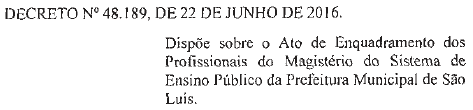 DECRETO Nº 48.189, DE 22 DE JUNHO DE 2016.
Dispõe sobre o Ato de Enquadramento dos
Profissionais do Magistério do Sistema de
Ensino Público da Prefeitura Municipal de São
Luís.